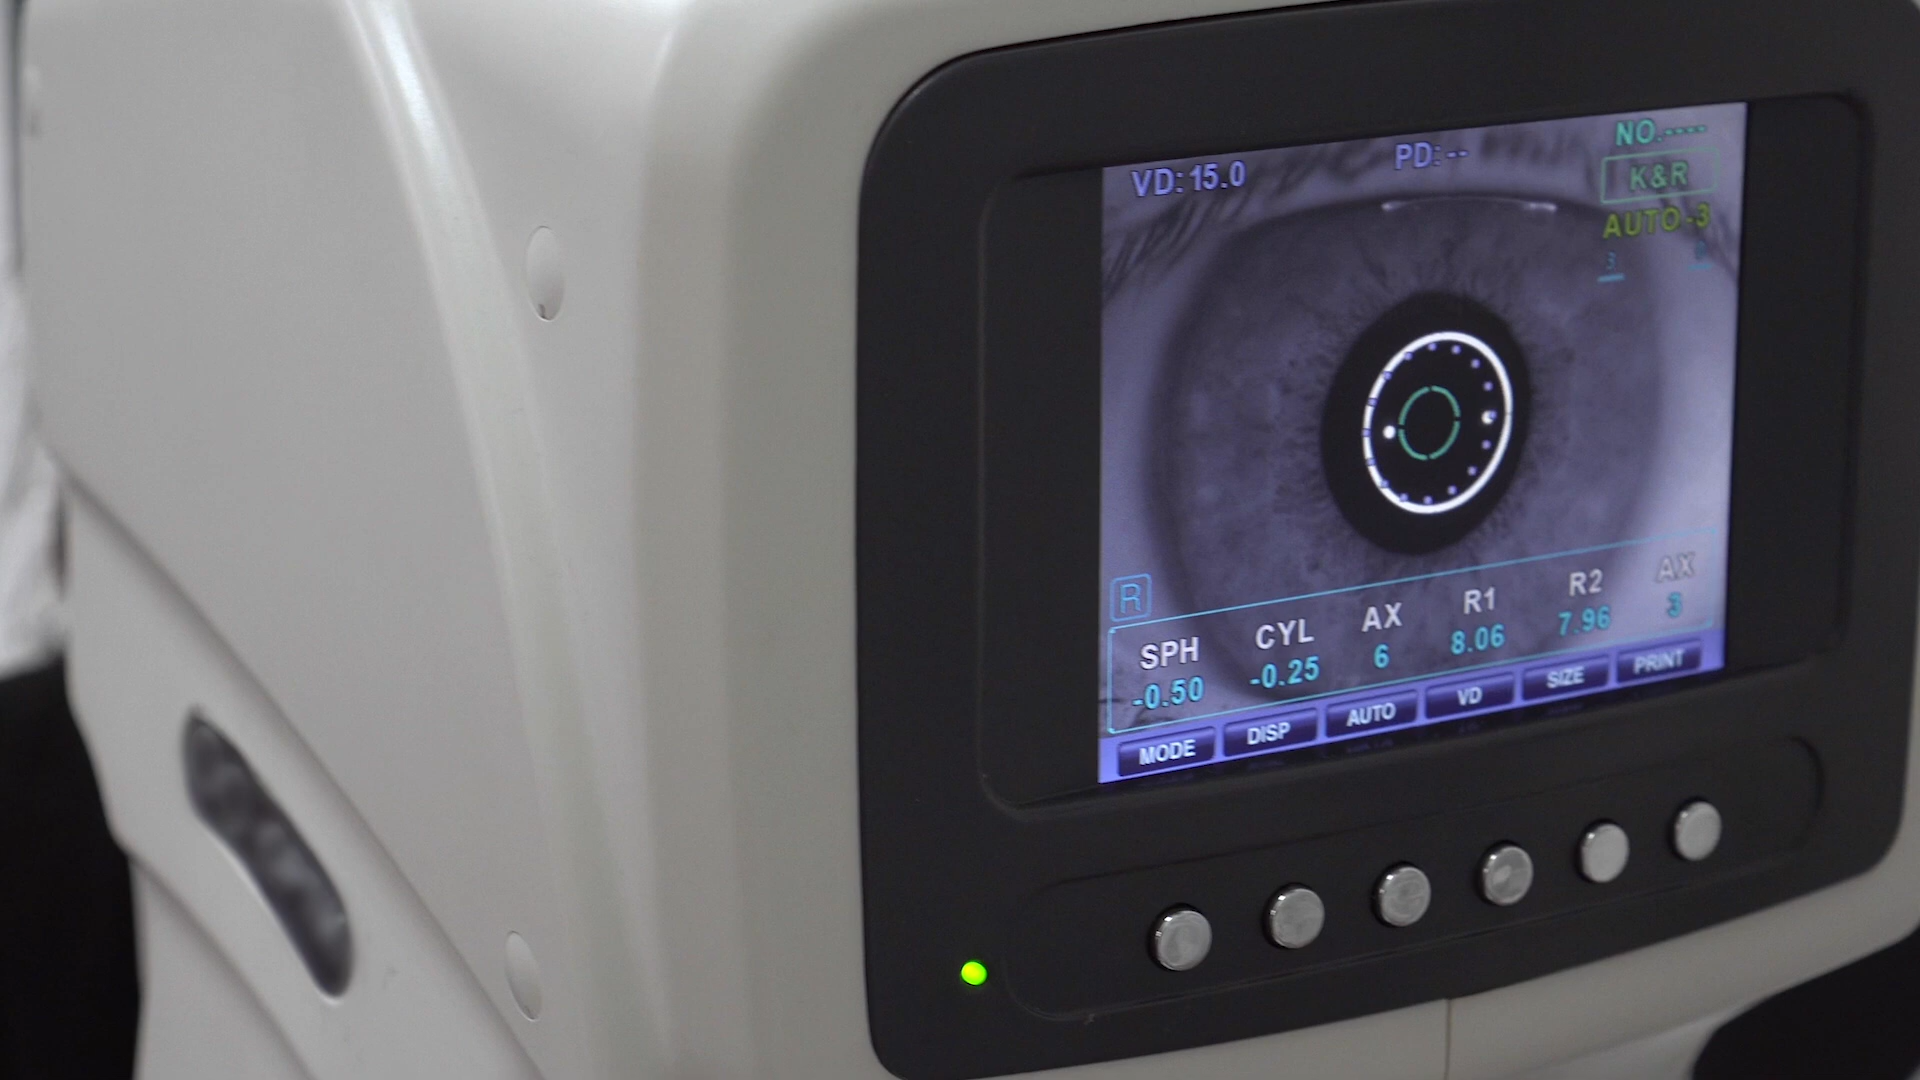 VD: 15.0 PD: -- NO.----
K&R
AUTO-3
3
R
SPH CYL AX R1 R2 AX
-0.50 -0.25 6 8.06 7.96 3
MODE DISP AUTO VD SIZE PRINT